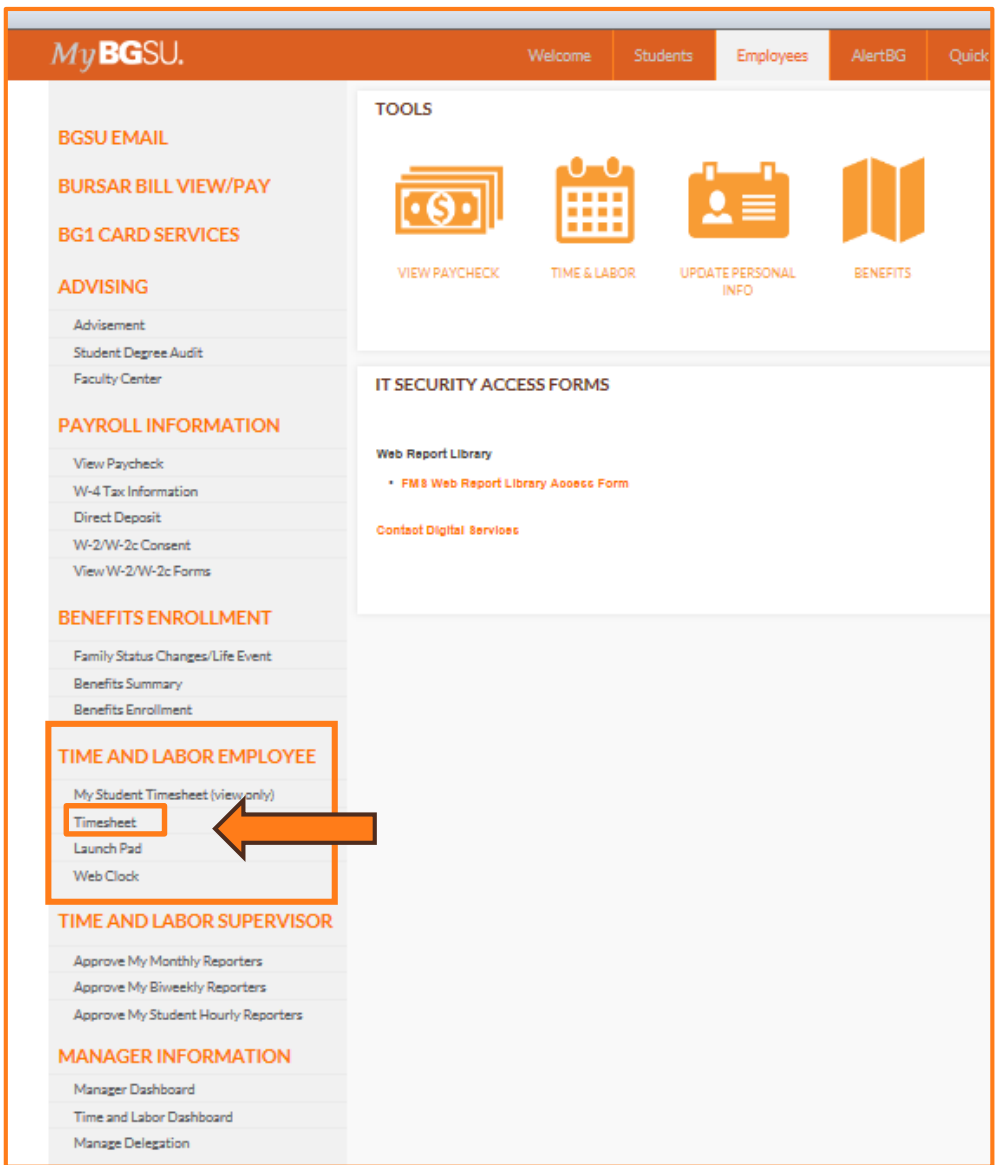 MyBGSU.
Welcome Students Employees AlertBG Quick
BGSU EMAIL
BURSAR BILL VIEW/PAY
BG1 CARD SERVICES
ADVISING
Advisement
Student Degree Audit
Faculty Center
PAYROLL INFORMATION
View Paycheck
W-4 Tax Information
Direct Deposit
W-2/W-2c Consent
View W-2/W-2c Forms
BENEFITS ENROLLMENT
Family Status Changes/Life Event
Benefits Summary
Benefits Enrollment
TIME AND LABOR EMPLOYEE
My Student Timesheet (view only)
Timesheet
Launch Pad
Web Clock
TIME AND LABOR SUPERVISOR
Approve My Monthly Reporters
Approve My Biweekly Reporters
Approve My Student Hourly Reporters
MANAGER INFORMATION
Manager Dashboard
Time and Labor Dashboard
Manage Delegation
TOOLS
VIEW PAYCHECK
TIME & LABOR
UPDATE PERSONAL
INFO
BENEFITS
IT SECURITY ACCESS FORMS
Web Report Library
• FMS Web Report Library Access Form
Contact Digital Services